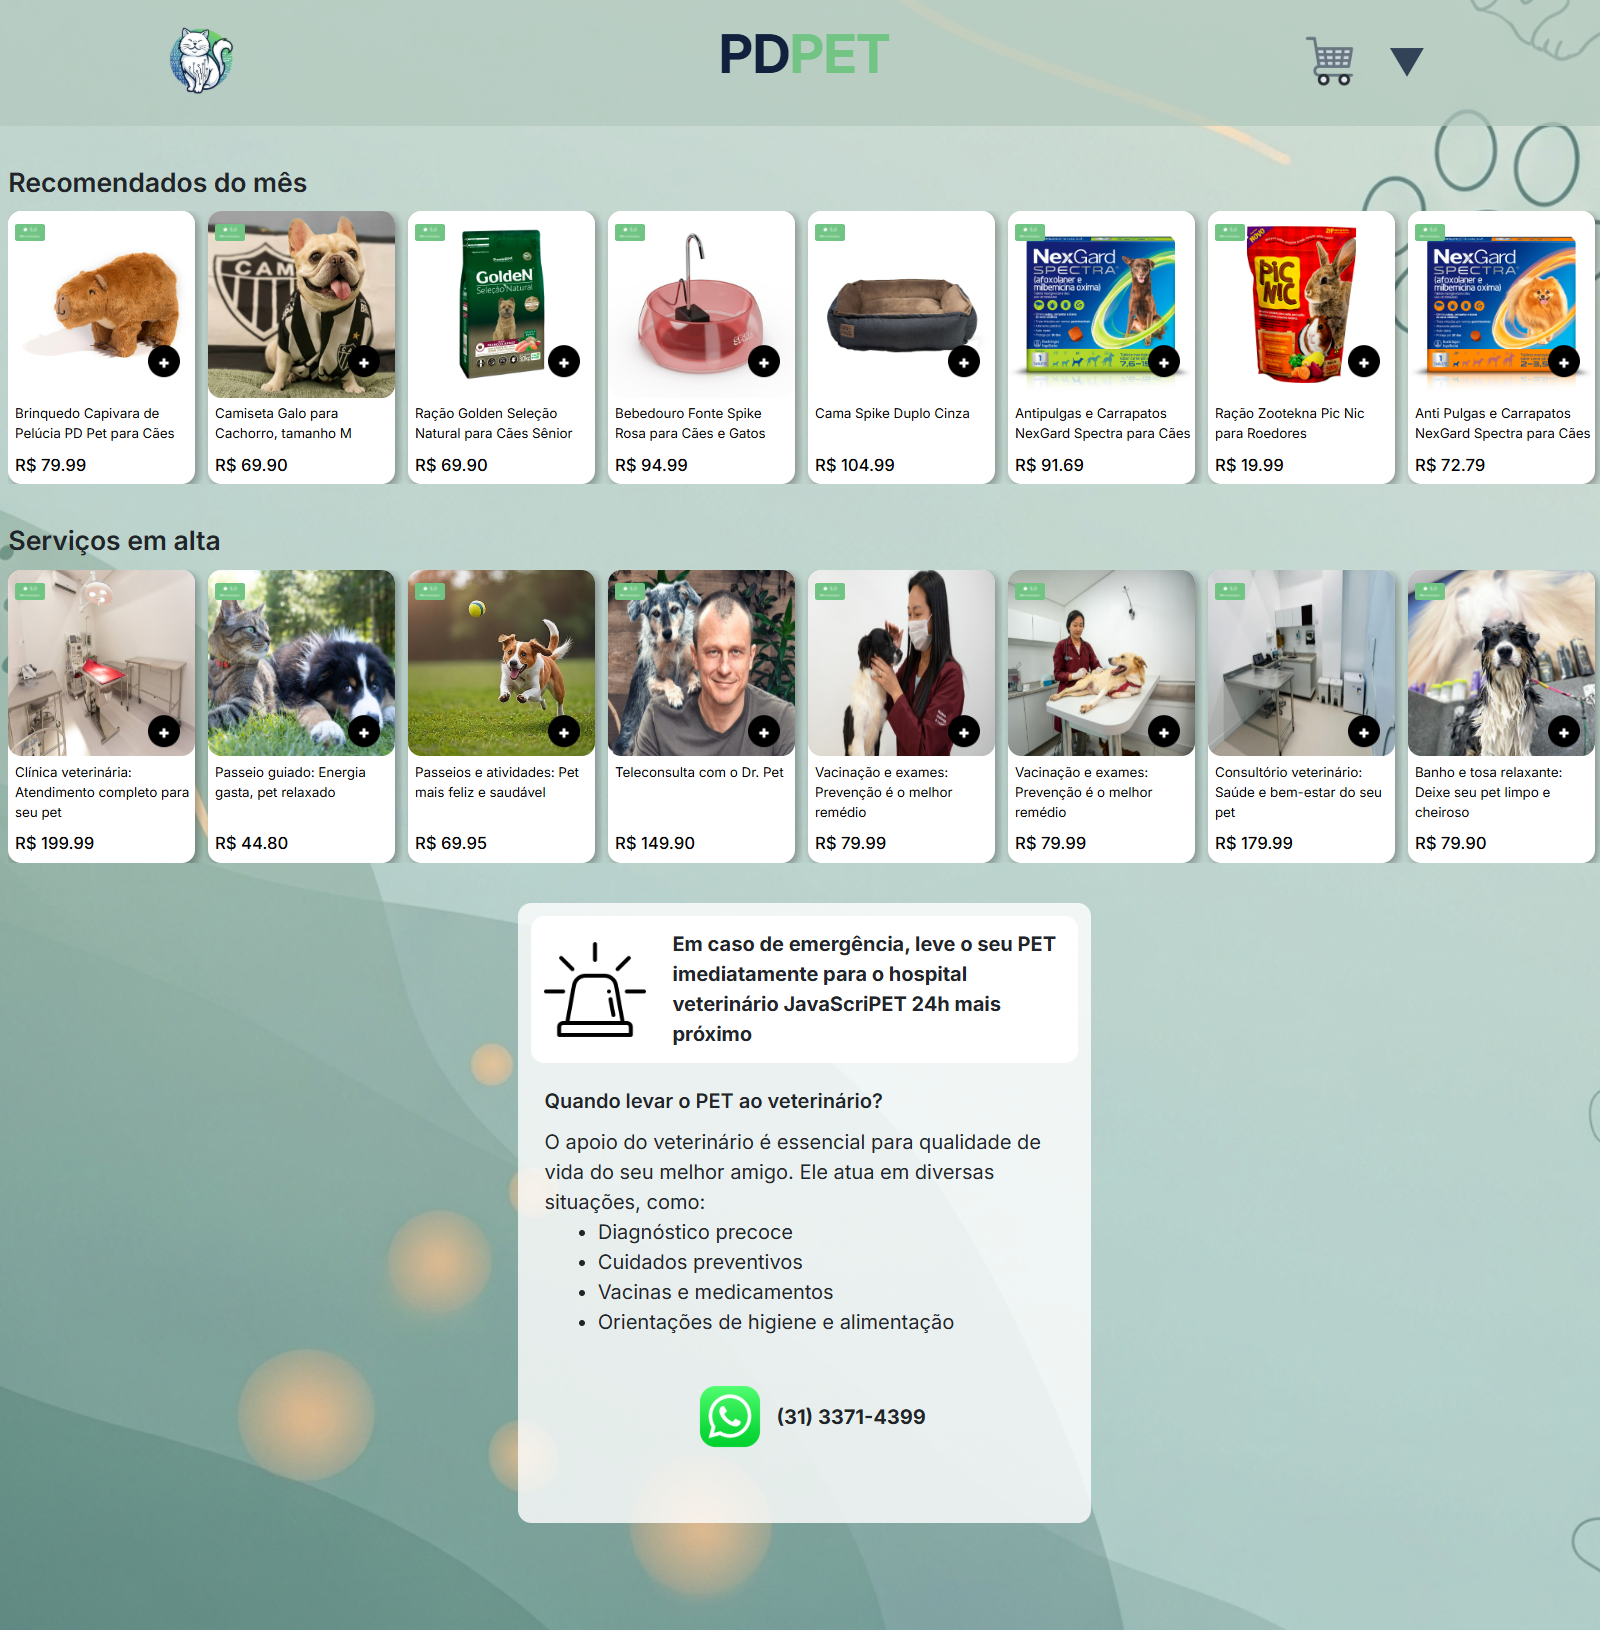 PDPET
Recomendados do mês
CAM
GoldeN
Seleção Natural
NexGard
SPECTRA
(afoxolaner e
milbemicina oxima)
PiC
NiC
NexGard
SPECTRA
(afoxolaner e
milbemicina oxima)
Brinquedo Capivara de
Pelúcia PD Pet para Cães
R$ 79.99
Camiseta Galo para
Cachorro, tamanho M
R$ 69.90
Ração Golden Seleção
Natural para Cães Sênior
R$ 69.90
Bebedouro Fonte Spike
Rosa para Cães e Gatos
R$ 94.99
Cama Spike Duplo Cinza
R$ 104.99
Antipulgas e Carrapatos
NexGard Spectra para Cães
R$ 91.69
Ração Zootekna Pic Nic
para Roedores
R$ 19.99
Anti Pulgas e Carrapatos
NexGard Spectra para Cães
R$ 72.79
Serviços em alta
Clínica veterinária:
Atendimento completo para
seu pet
R$ 199.99
Passeio guiado: Energia
gasta, pet relaxado
R$ 44.80
Passeios e atividades: Pet
mais feliz e saudável
R$ 69.95
Teleconsulta com o Dr. Pet
R$ 149.90
Vacinação e exames:
Prevenção é o melhor
remédio
R$ 79.99
Vacinação e exames:
Prevenção é o melhor
remédio
R$ 79.99
Consultório veterinário:
Saúde e bem-estar do seu
pet
R$ 179.99
Banho e tosa relaxante:
Deixe seu pet limpo e
cheiroso
R$ 79.90
Em caso de emergência, leve o seu PET
imediatamente para o hospital
veterinário JavaScriPET 24h mais
próximo
Quando levar o PET ao veterinário?
O apoio do veterinário é essencial para qualidade de
vida do seu melhor amigo. Ele atua em diversas
situações, como:
• Diagnóstico precoce
• Cuidados preventivos
• Vacinas e medicamentos
• Orientações de higiene e alimentação
(31) 3371-4399